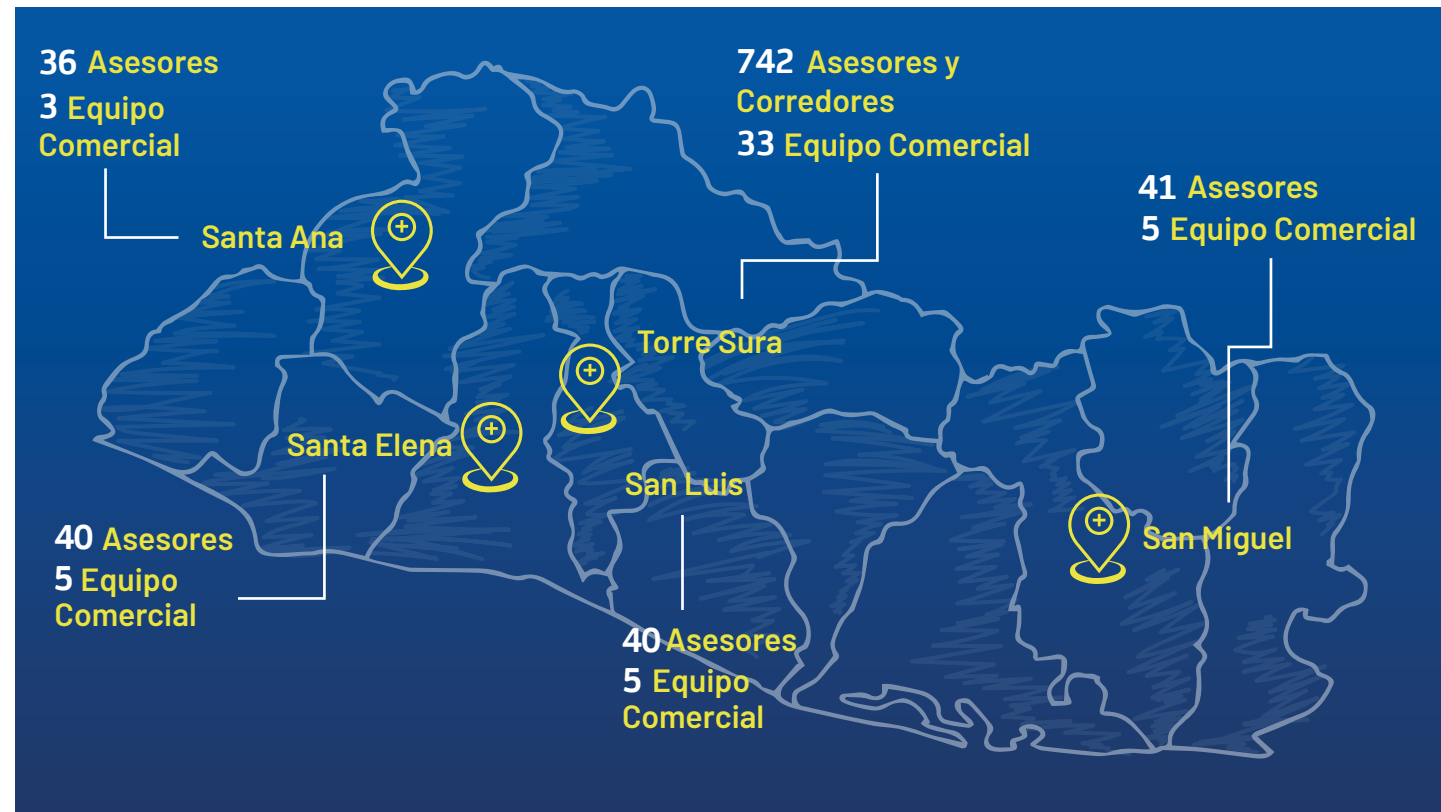 36 Asesores
3 Equipo
Comercial
Santa Ana
742 Asesores y
Corredores
33 Equipo Comercial
Torre Sura
41 Asesores
5 Equipo Comercial
San Miguel
Santa Elena
40 Asesores
5 Equipo
Comercial
San Luis
40 Asesores
5 Equipo
Comercial